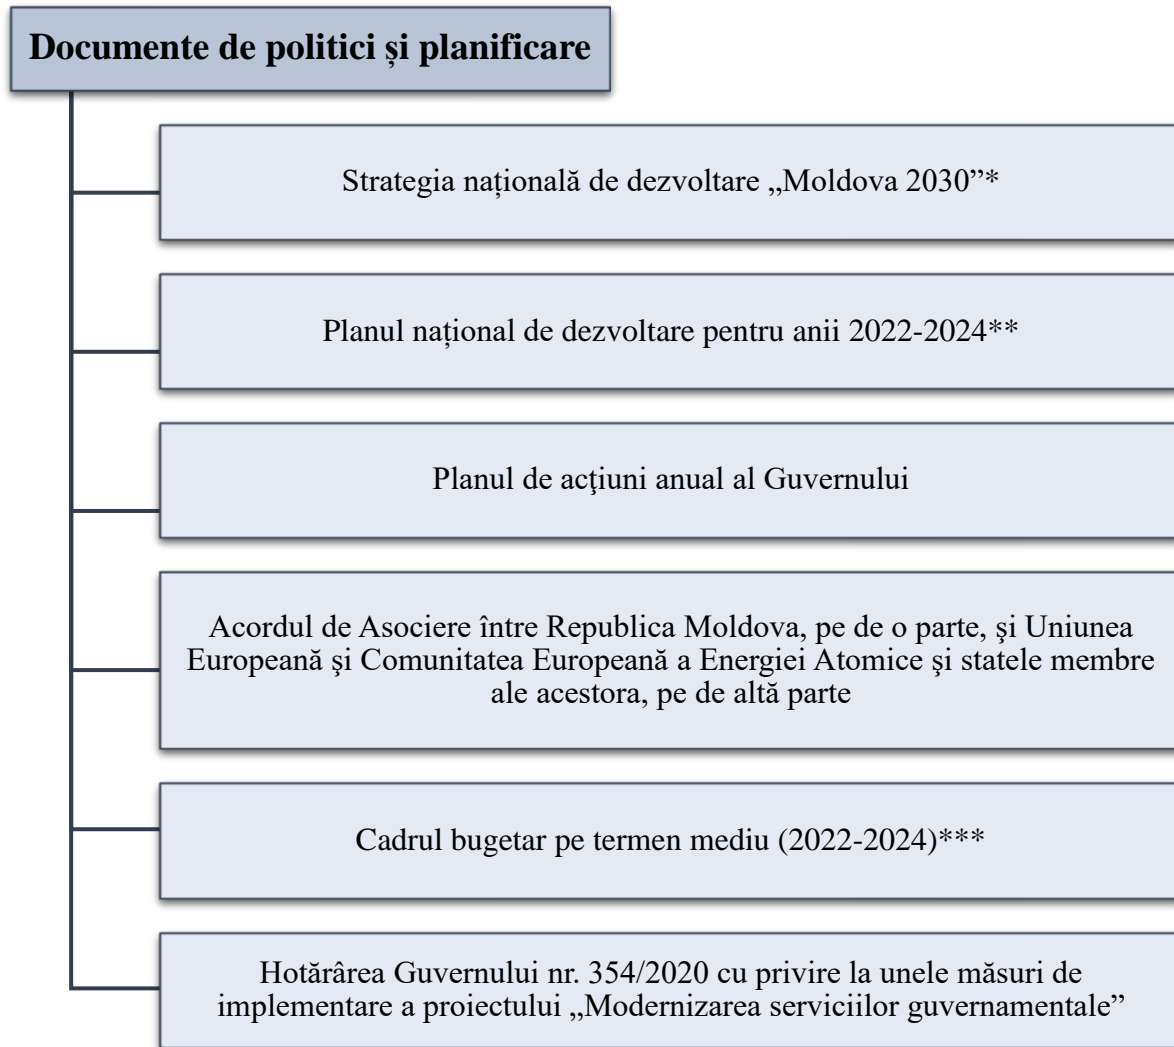 Documente de politici și planificare
Strategia națională de dezvoltare „Moldova 2030”*
Planul național de dezvoltare pentru anii 2022-2024**
Planul de acţiuni anual al Guvernului
Acordul de Asociere între Republica Moldova, pe de o parte, şi Uniunea
Europeană şi Comunitatea Europeană a Energiei Atomice şi statele membre
ale acestora, pe de altă parte
Cadrul bugetar pe termen mediu (2022-2024)***
Hotărârea Guvernului nr. 354/2020 cu privire la unele măsuri de
implementare a proiectului „Modernizarea serviciilor guvernamentale”